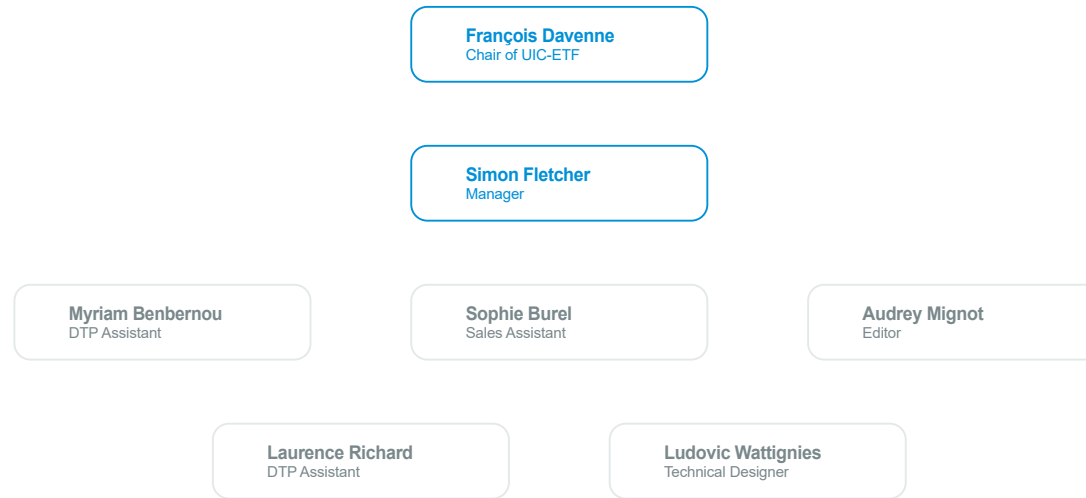 François Davenne
Chair of UIC-ETF
Simon Fletcher
Manager
Myriam Benbernou
DTP Assistant
Sophie Burel
Sales Assistant
Audrey Mignot
Editor
Laurence Richard
DTP Assistant
Ludovic Wattignies
Technical Designer